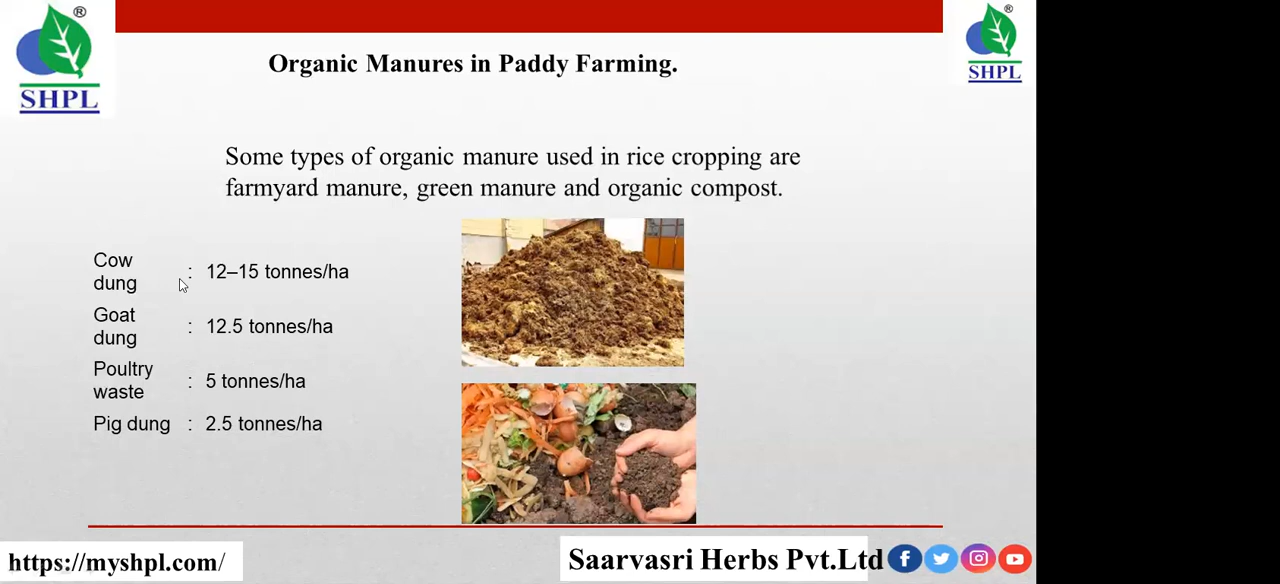 ®
SHPL
®
SHPL
Organic Manures in Paddy Farming.
Some types of organic manure used in rice cropping are
farmyard manure, green manure and organic compost.
Cow
dung : 12–15 tonnes/ha
Goat
dung : 12.5 tonnes/ha
Poultry
waste : 5 tonnes/ha
Pig dung : 2.5 tonnes/ha
https://myshpl.com/
Saarvasri Herbs Pvt.Ltd